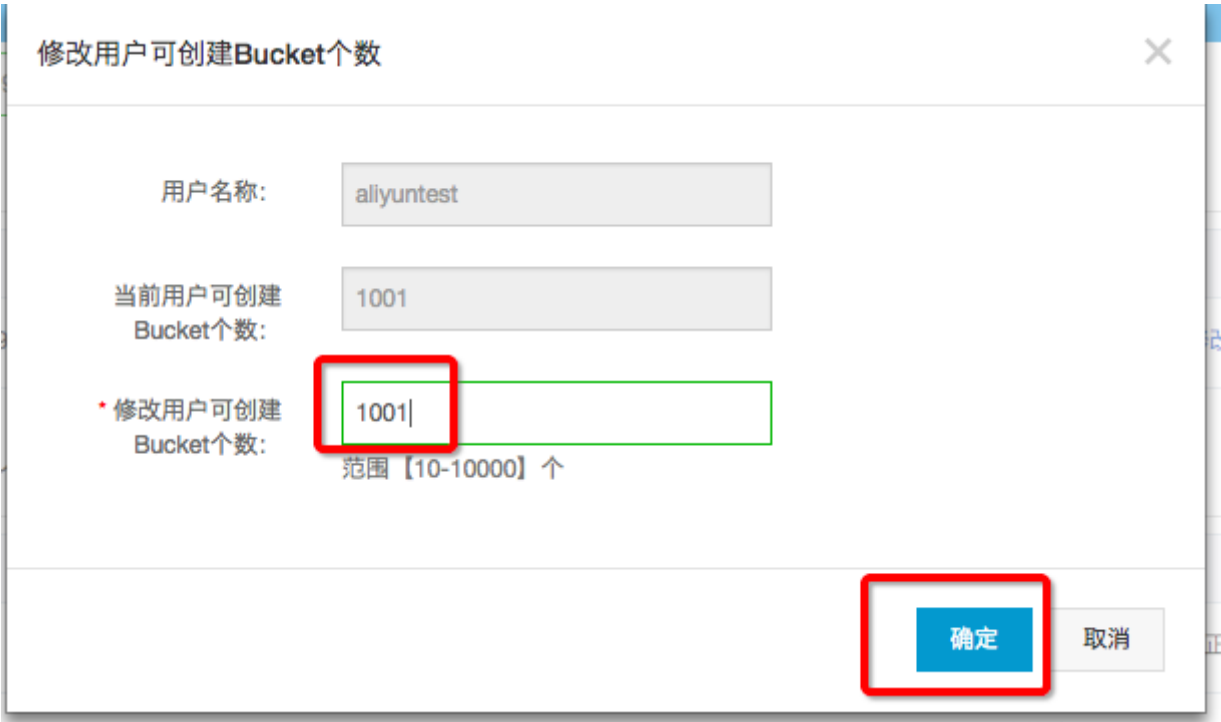 修改用户可创建Bucket个数
用户名称:
aliyuntest
当前用户可创建
Bucket个数:
1001
* 修改用户可创建
Bucket个数:
1001
范围【10-10000】个
确定
取消